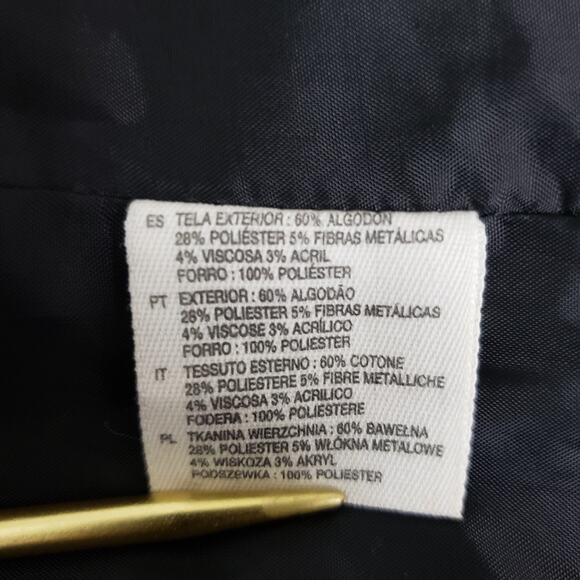 ES TELA EXTERIOR : 60% ALGODÓN
28% POLIÉSTER 5% FIBRAS METÁLICAS
4% VISCOSA 3% ACRIL
FORRO : 100% POLIÉSTER
PT EXTERIOR : 60% ALGODÃO
28% POLIÉSTER 5% FIBRAS METÁLICAS
4% VISCOSE 3% ACRÍLICO
FORRO : 100% POLIESTER
IT TESSUTO ESTERNO : 60% COTONE
28% POLIESTERE 5% FIBRE METALLICHE
4% VISCOSA 3% ACRILICO
FODERA : 100% POLIESTERE
PL TKANINA WIERZCHNIA : 60% BAWEŁNA
28% POLIESTER 5% WŁÓKNA METALOWE
4% WISKOZA 3% AKRYL
PODSZEWKA : 100% POLIESTER